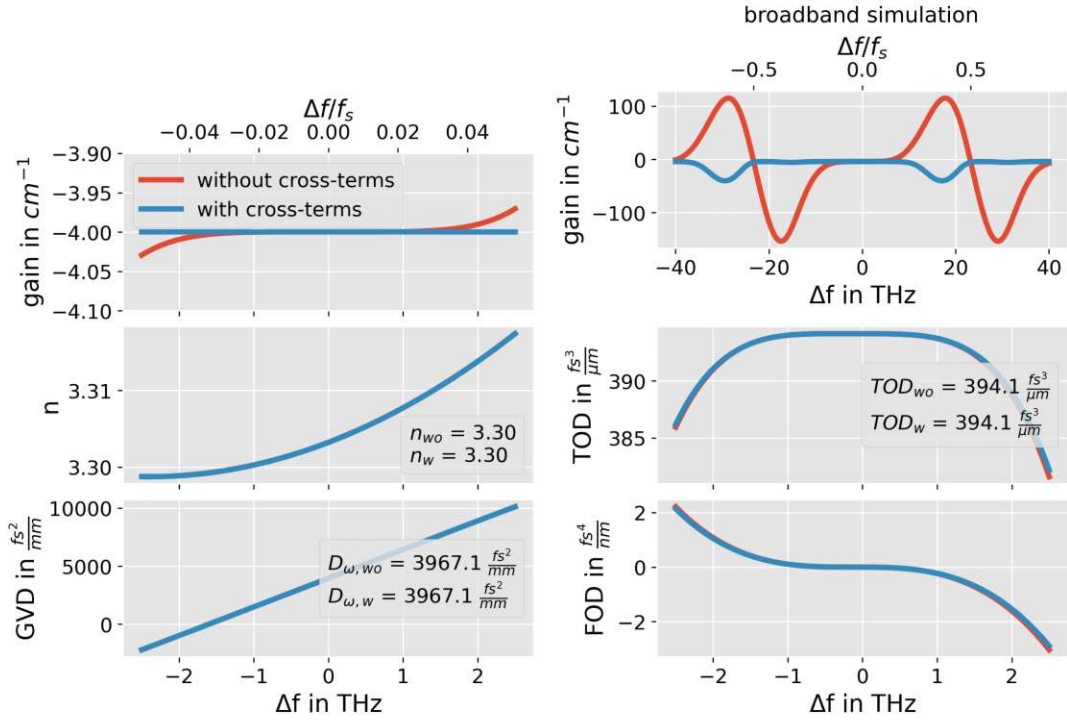 broadband simulation
Δf/f_s
−0.5 0.0 0.5
100
0
−100
gain in cm⁻¹
−40 −20 0 20 40
Δf in THz
Δf/f_s
−0.04 −0.02 0.00 0.02 0.04
−3.90
−3.95
−4.00
−4.05
−4.10
gain in cm⁻¹
without cross-terms
with cross-terms
3.31
3.30
n
n_wo = 3.30
n_w = 3.30
10000
5000
0
GVD in fs²/mm
D_ω,wo = 3967.1 fs²/mm
D_ω,w = 3967.1 fs²/mm
−2 −1 0 1 2
Δf in THz
390
385
TOD in fs³/μm
TOD_wo = 394.1 fs³/μm
TOD_w = 394.1 fs³/μm
2
0
−2
FOD in fs⁴/nm
−2 −1 0 1 2
Δf in THz